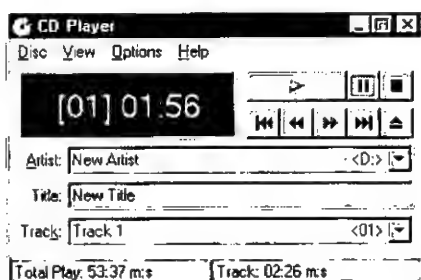 CD Player
Disc View Options Help
[01] 01:56
Artist: New Artist <D:>
Title: New Title
Track: Track 1 <01>
Total Play: 53:37 m:s Track: 02:26 m:s